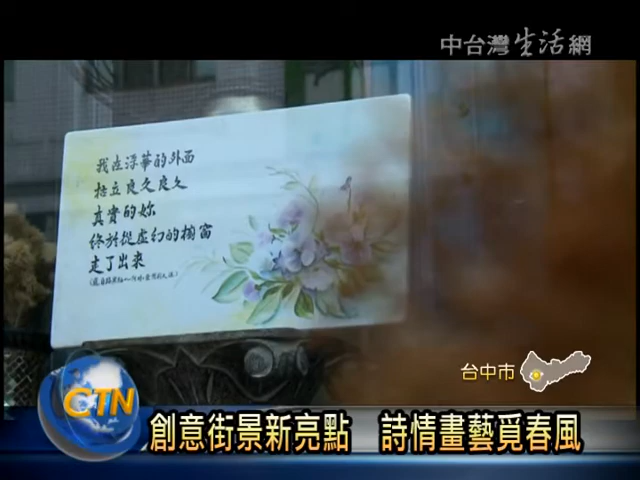 中台灣生活網
我在浮華的外面
枯立良久良久
真實的妳
終於從虛幻的櫥窗
走了出來
台中市
CTN
創意街景新亮點 詩情畫藝覓春風